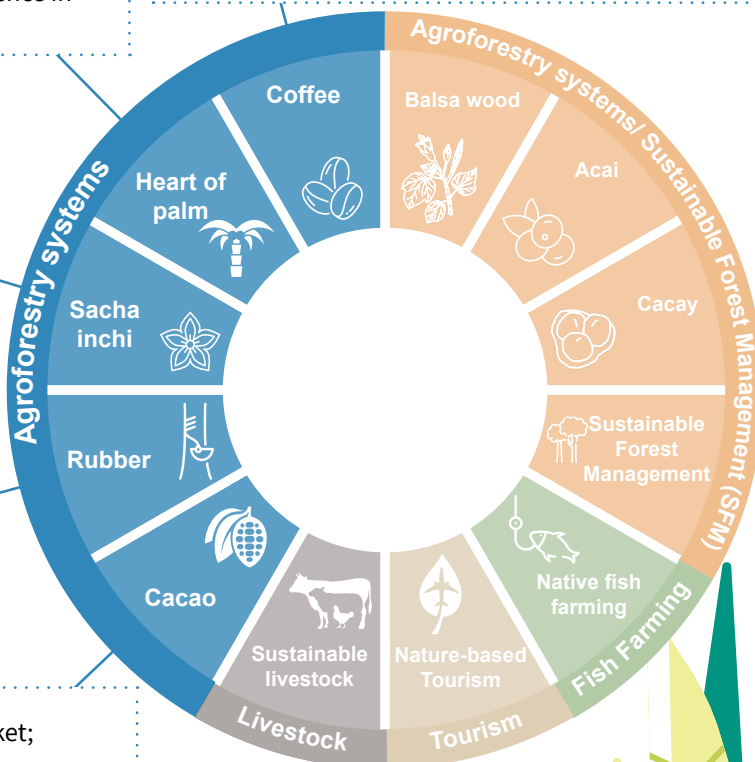 Agroforestry systems
Coffee
Heart of
palm
Sacha
inchi
Rubber
Cacao
Agroforestry systems/ Sustainable Forest Management (SFM)
Balsa wood
Acai
Cacay
Sustainable
Forest
Management
Fish Farming
Native fish
farming
Tourism
Nature-based
Tourism
Livestock
Sustainable
livestock